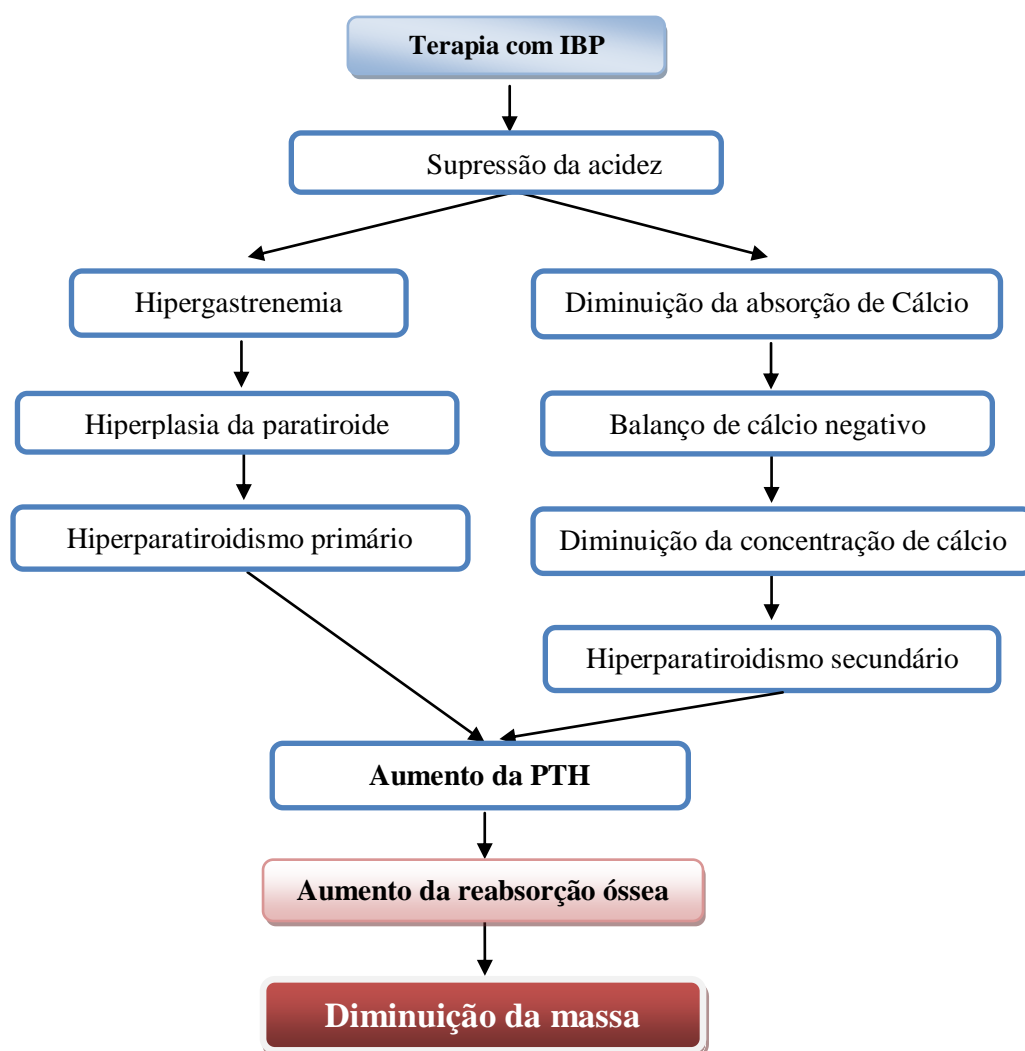 Terapia com IBP
Supressão da acidez
Hipergastrenemia
Diminuição da absorção de Cálcio
Hiperplasia da paratiroide
Balanço de cálcio negativo
Hiperparatiroidismo primário
Diminuição da concentração de cálcio
Hiperparatiroidismo secundário
Aumento da PTH
Aumento da reabsorção óssea
Diminuição da massa